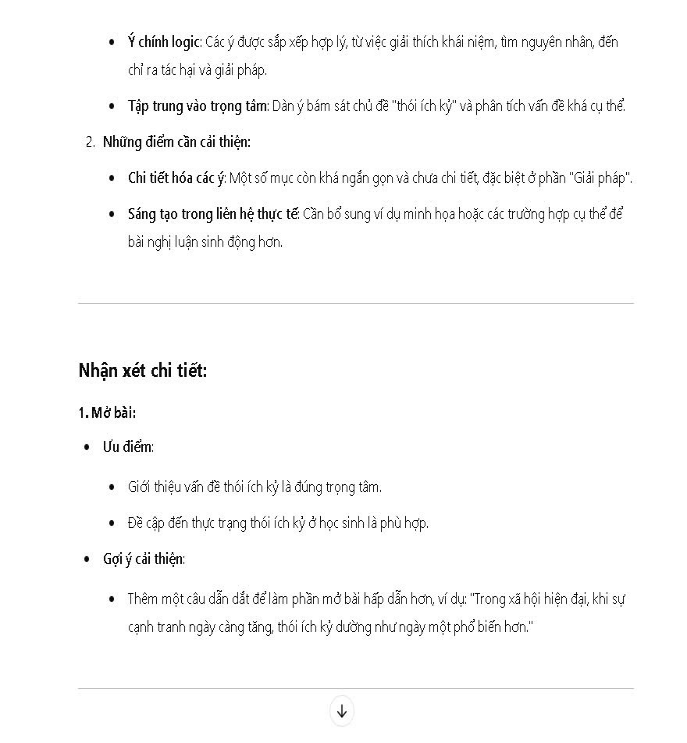 • Ý chính logic: Các ý được sắp xếp hợp lý, từ việc giải thích khái niệm, tìm nguyên nhân, đến
chỉ ra tác hại và giải pháp.
• Tập trung vào trọng tâm: Dàn ý bám sát chủ đề "thói ích kỷ" và phân tích vấn đề khá cụ thể.
2. Những điểm cần cải thiện:
• Chi tiết hóa các ý: Một số mục còn khá ngắn gọn và chưa chi tiết, đặc biệt ở phần "Giải pháp".
• Sáng tạo trong liên hệ thực tế: Cần bổ sung ví dụ minh họa hoặc các trường hợp cụ thể để
bài nghị luận sinh động hơn.
Nhận xét chi tiết:
1. Mở bài:
• Ưu điểm:
• Giới thiệu vấn đề thói ích kỷ là đúng trọng tâm.
• Đề cập đến thực trạng thói ích kỷ ở học sinh là phù hợp.
• Gợi ý cải thiện:
• Thêm một câu dẫn dắt để làm phần mở bài hấp dẫn hơn, ví dụ: "Trong xã hội hiện đại, khi sự
cạnh tranh ngày càng tăng, thói ích kỷ dường như ngày một phổ biến hơn."